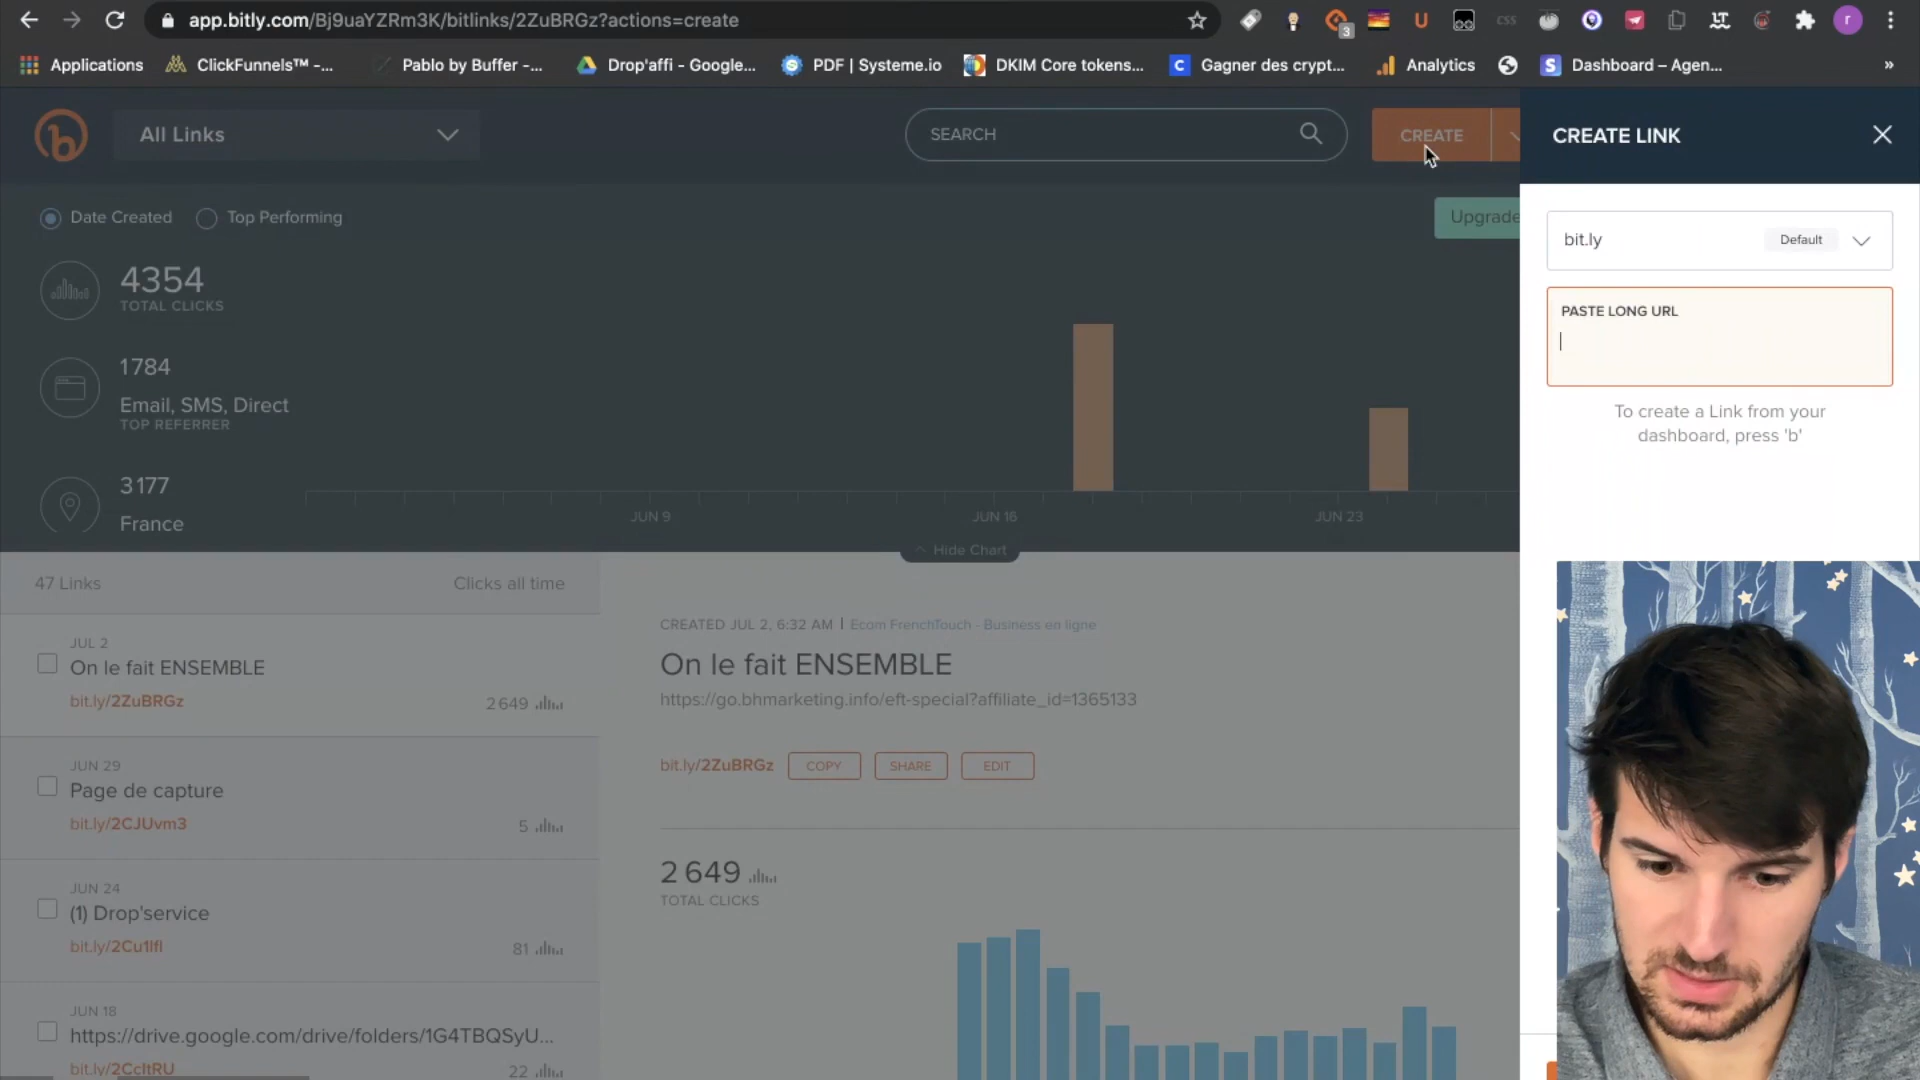 app.bitly.com/Bj9uaYZRm3K/bitlinks/2ZuBRGz?actions=create
3
css
r
Applications
ClickFunnels™ -...
Pablo by Buffer -...
Drop'affi - Google...
PDF | Systeme.io
DKIM Core tokens...
Gagner des crypt...
Analytics
Dashboard – Agen...
»
All Links
SEARCH
CREATE
CREATE LINK
Date Created
Top Performing
Upgrade
bit.ly
Default
PASTE LONG URL
To create a Link from your
dashboard, press 'b'
4354
TOTAL CLICKS
1784
Email, SMS, Direct
TOP REFERRER
3177
France
JUN 9
JUN 16
JUN 23
Hide Chart
47 Links
Clicks all time
JUL 2
On le fait ENSEMBLE
bit.ly/2ZuBRGz
2 649
JUN 29
Page de capture
bit.ly/2CJUvm3
5
JUN 24
(1) Drop'service
bit.ly/2Cu1lfl
81
JUN 18
https://drive.google.com/drive/folders/1G4TBQSyU...
bit.ly/2CcItRU
22
CREATED JUL 2, 6:32 AM | Ecom FrenchTouch - Business en ligne
On le fait ENSEMBLE
https://go.bhmarketing.info/eft-special?affiliate_id=1365133
bit.ly/2ZuBRGz
COPY
SHARE
EDIT
2 649
TOTAL CLICKS